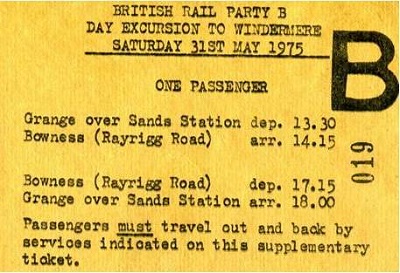 BRITISH RAIL PARTY B
DAY EXCURSION TO WINDERMERE
SATURDAY 31ST MAY 1975
ONE PASSENGER
B
019
Grange over Sands Station dep. 13.30
Bowness (Rayrigg Road) arr. 14.15
Bowness (Rayrigg Road) dep. 17.15
Grange over Sands Station arr. 18.00
Passengers must travel out and back by
services indicated on this supplementary
ticket.